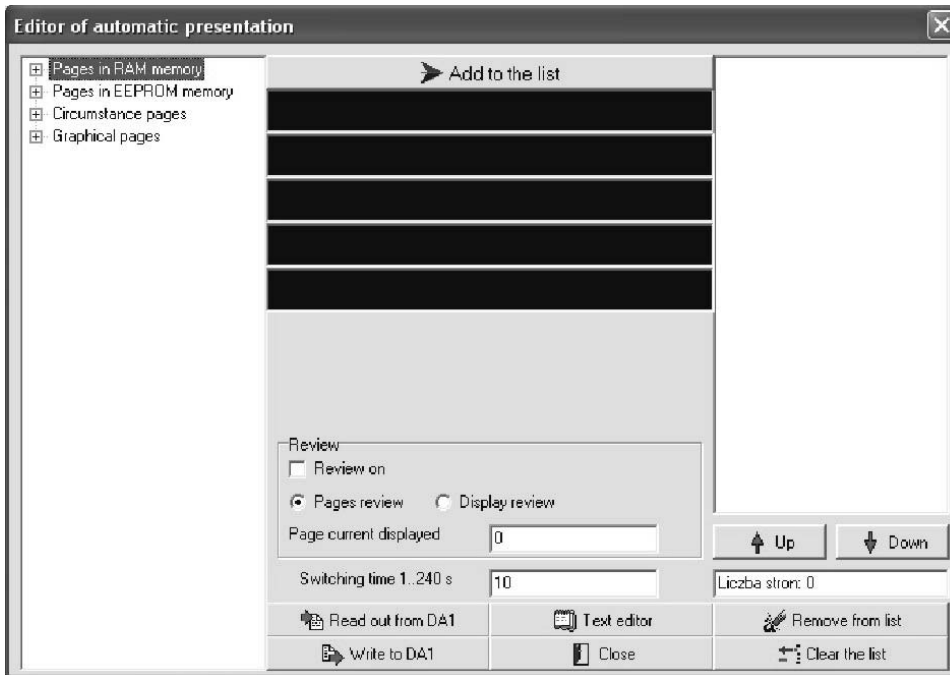 Editor of automatic presentation
Pages in RAM memory
Pages in EEPROM memory
Circumstance pages
Graphical pages
Add to the list
Review
Review on
Pages review
Display review
Page current displayed
0
Up
Down
Switching time 1..240 s
10
Liczba stron: 0
Read out from DA1
Text editor
Remove from list
Write to DA1
Close
Clear the list